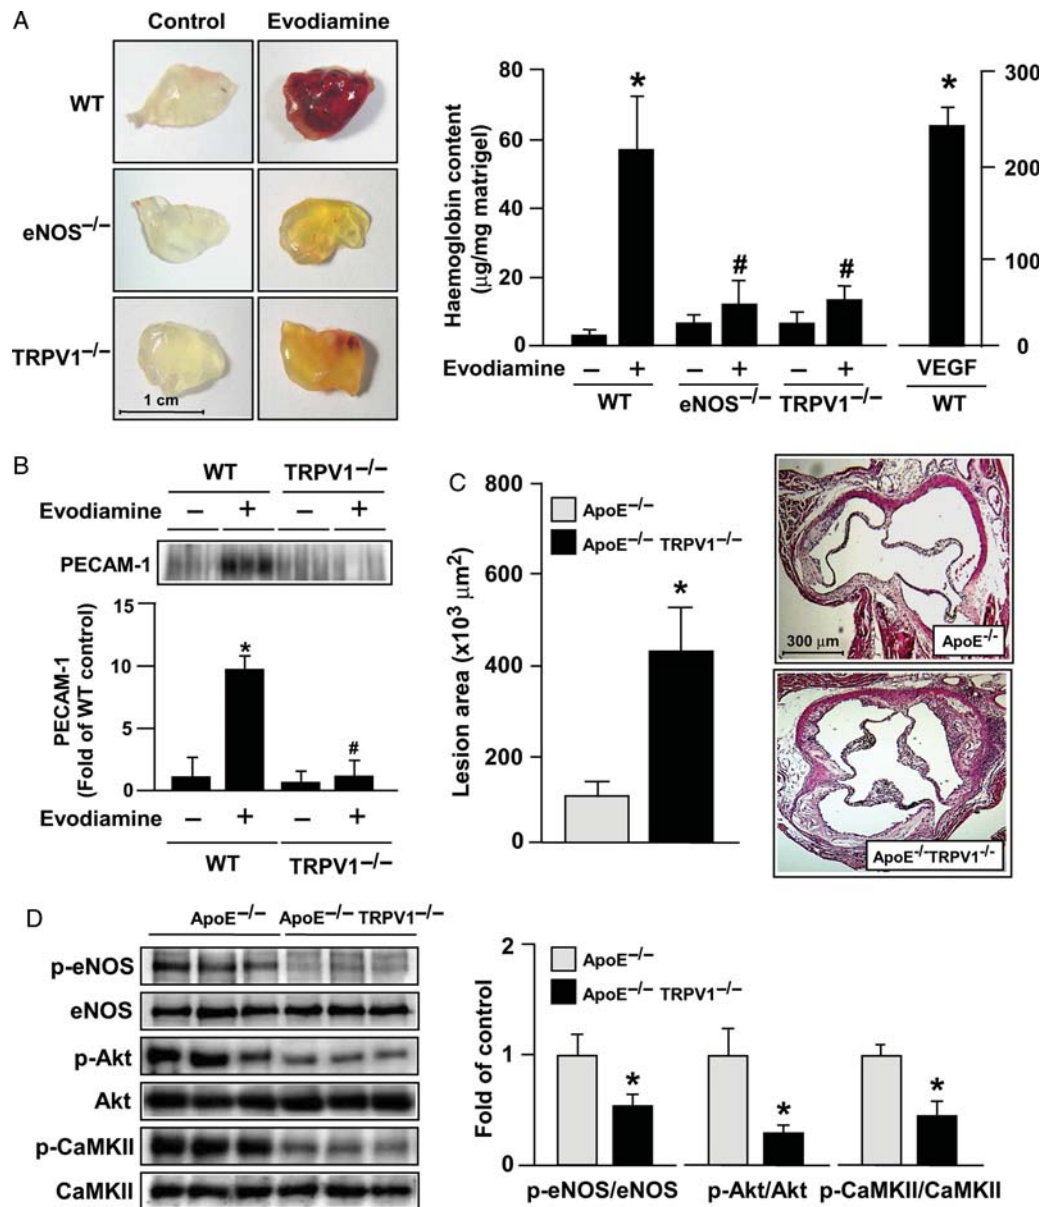 A
Control Evodiamine
WT
eNOS−/−
TRPV1−/−
1 cm
Haemoglobin content
(µg/mg matrigel)
80
60
40
20
0
300
200
100
0
* # # *
Evodiamine − + − + − + VEGF
WT eNOS−/− TRPV1−/− WT
B
WT TRPV1−/−
Evodiamine − + − +
PECAM-1
PECAM-1
(Fold of WT control)
15
10
5
0
* #
Evodiamine − + − +
WT TRPV1−/−
C
Lesion area (x10³ µm²)
800
600
400
200
0
ApoE−/−
ApoE−/− TRPV1−/−
*
300 µm
ApoE-/-
ApoE-/-TRPV1-/-
D
ApoE−/− ApoE−/− TRPV1−/−
p-eNOS
eNOS
p-Akt
Akt
p-CaMKII
CaMKII
Fold of control
2
1
0
ApoE−/−
ApoE−/− TRPV1−/−
* * *
p-eNOS/eNOS p-Akt/Akt p-CaMKII/CaMKII